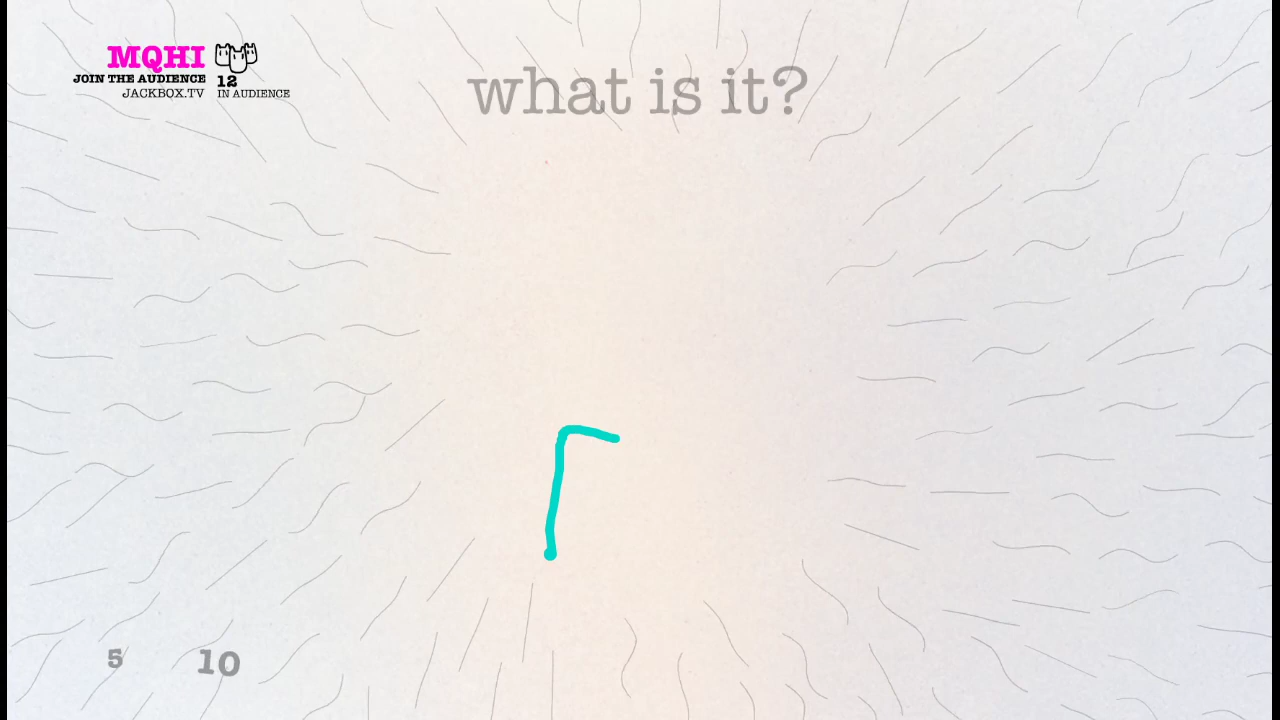 MQHI
JOIN THE AUDIENCE
JACKBOX.TV
12
IN AUDIENCE
what is it?
5 10